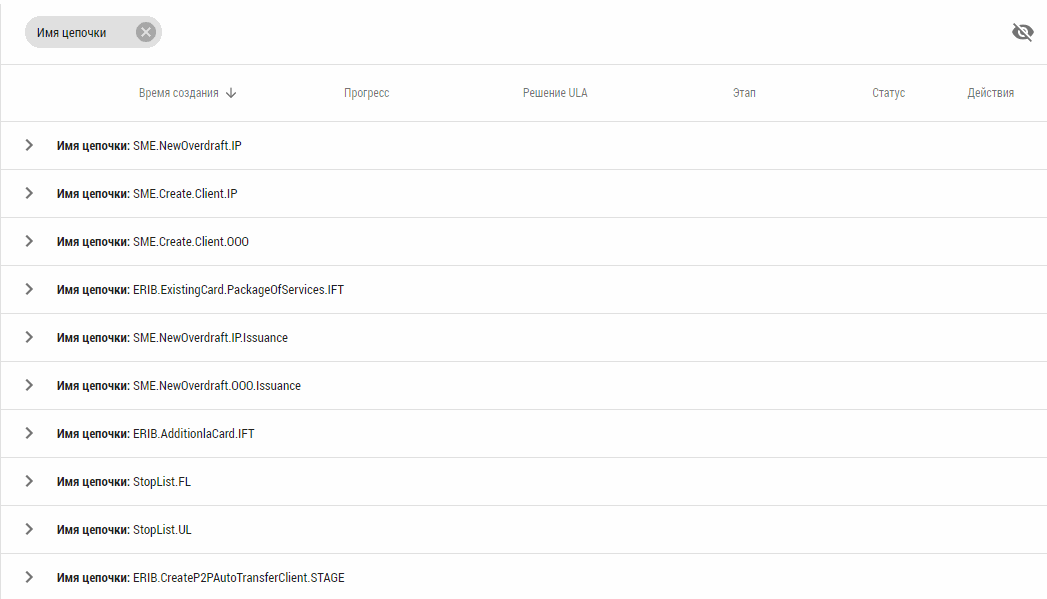 Имя цепочки
Время создания Прогресс Решение ULA Этап Статус Действия
Имя цепочки: SME.NewOverdraft.IP
Имя цепочки: SME.Create.Client.IP
Имя цепочки: SME.Create.Client.OOO
Имя цепочки: ERIB.ExistingCard.PackageOfServices.IFT
Имя цепочки: SME.NewOverdraft.IP.Issuance
Имя цепочки: SME.NewOverdraft.OOO.Issuance
Имя цепочки: ERIB.AdditionlaCard.IFT
Имя цепочки: StopList.FL
Имя цепочки: StopList.UL
Имя цепочки: ERIB.CreateP2PAutoTransferClient.STAGE